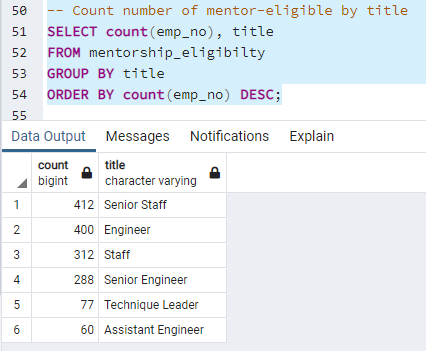 50 -- Count number of mentor-eligible by title
51 SELECT count(emp_no), title
52 FROM mentorship_eligibilty
53 GROUP BY title
54 ORDER BY count(emp_no) DESC;
55
Data Output Messages Notifications Explain
count bigint title character varying
1 412 Senior Staff
2 400 Engineer
3 312 Staff
4 288 Senior Engineer
5 77 Technique Leader
6 60 Assistant Engineer